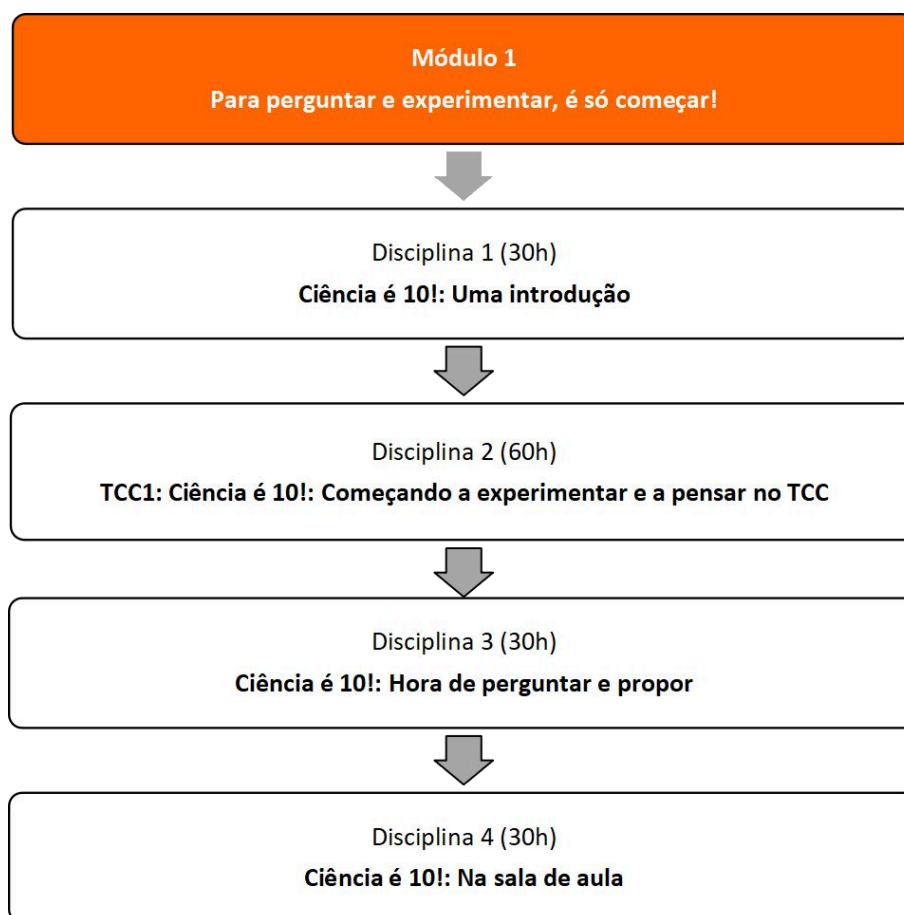 Módulo 1
Para perguntar e experimentar, é só começar!
Disciplina 1 (30h)
Ciência é 10!: Uma introdução
Disciplina 2 (60h)
TCC1: Ciência é 10!: Começando a experimentar e a pensar no TCC
Disciplina 3 (30h)
Ciência é 10!: Hora de perguntar e propor
Disciplina 4 (30h)
Ciência é 10!: Na sala de aula